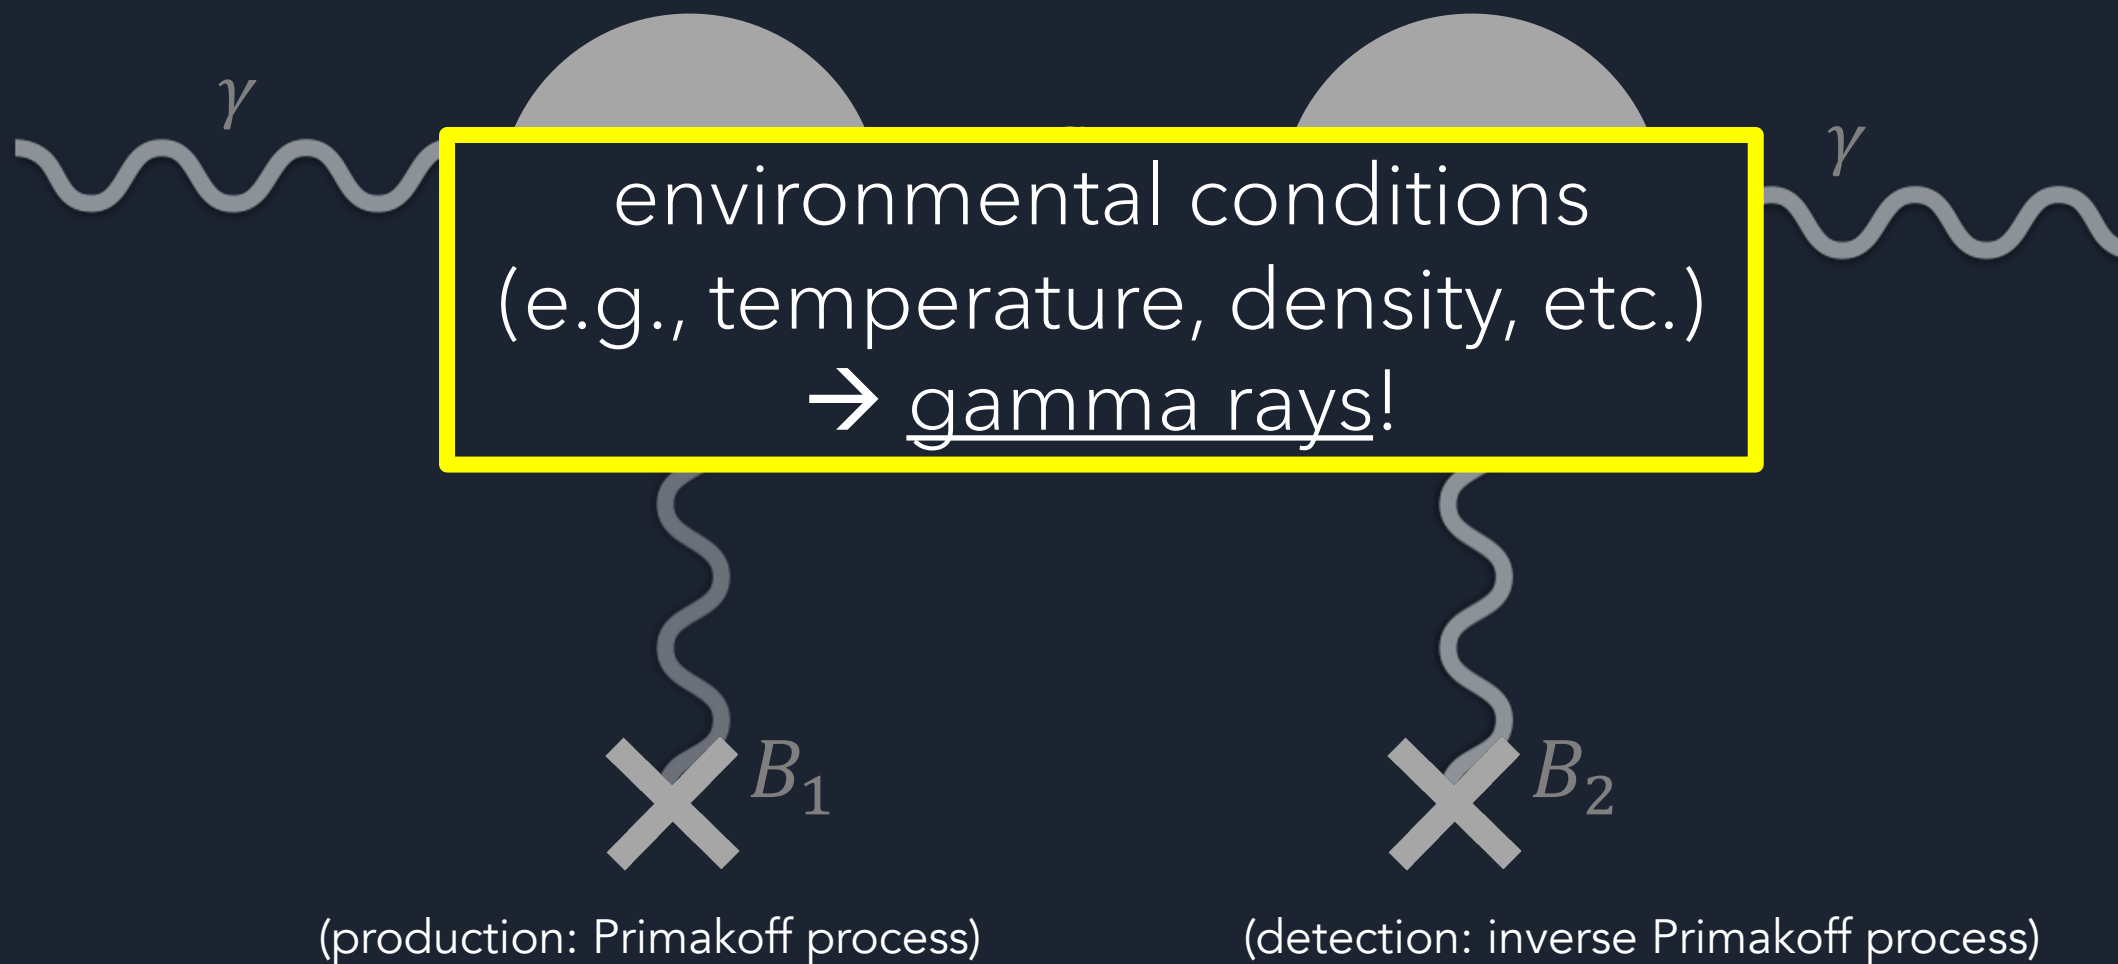 γ
γ
environmental conditions
(e.g., temperature, density, etc.)
→ gamma rays!
B₁
B₂
(production: Primakoff process)
(detection: inverse Primakoff process)